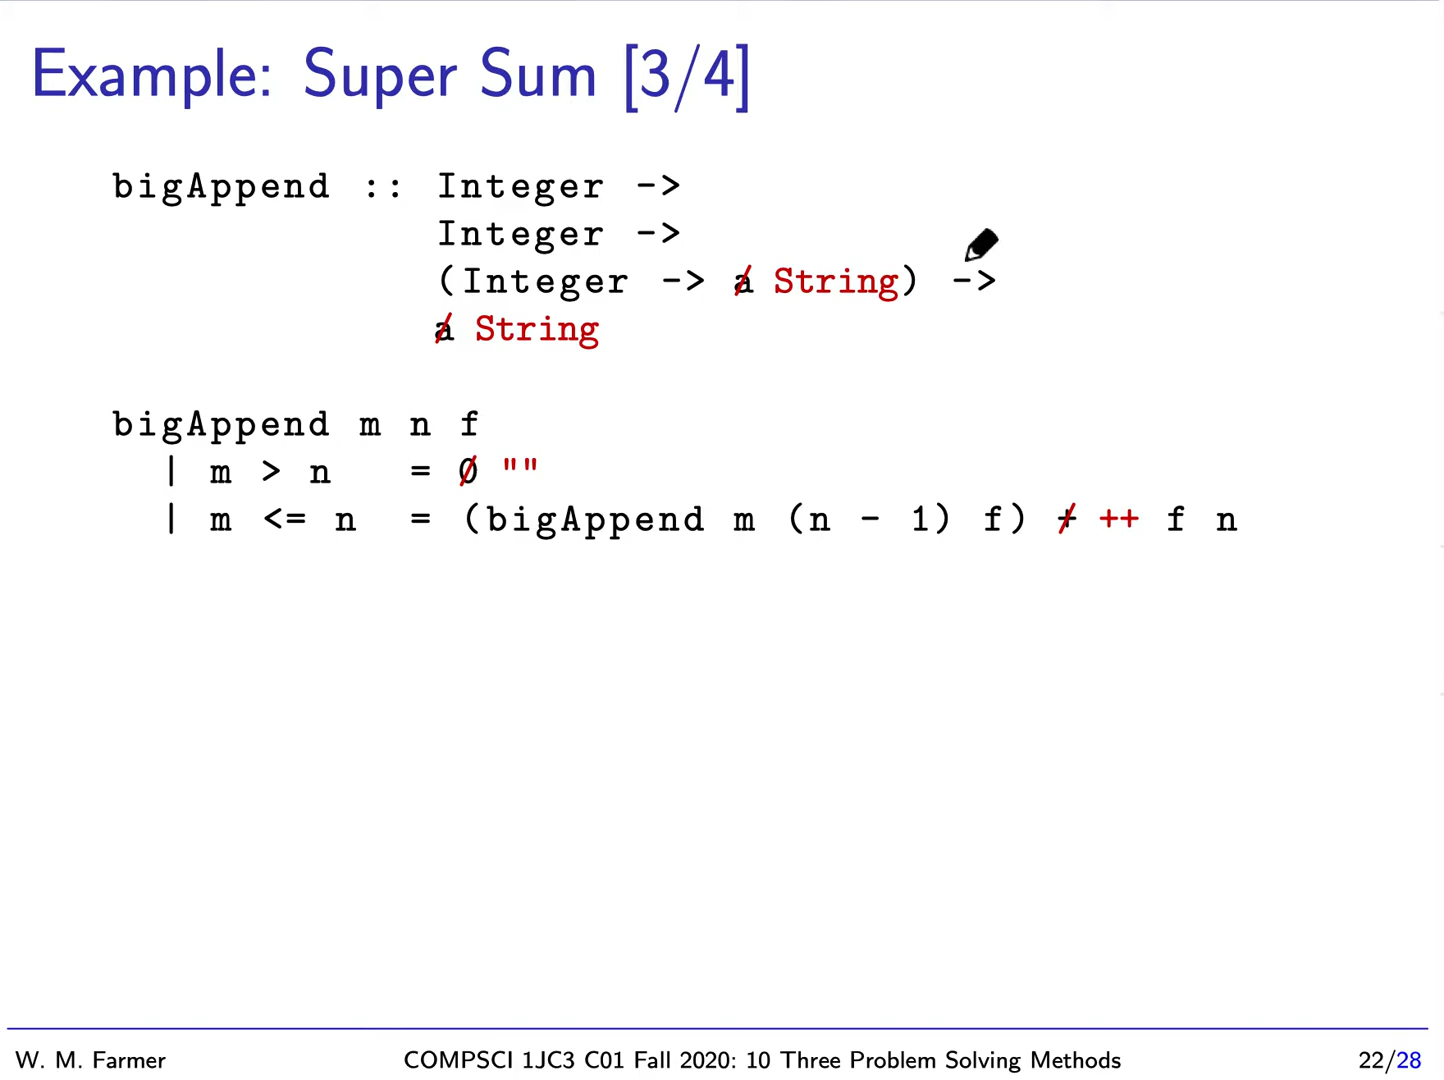 Example: Super Sum [3/4]
bigAppend :: Integer ->
Integer ->
(Integer -> a String) ->
a String
bigAppend m n f
| m > n = 0 ""
| m <= n = (bigAppend m (n - 1) f) + ++ f n
W. M. Farmer COMPSCI 1JC3 C01 Fall 2020: 10 Three Problem Solving Methods 22/28